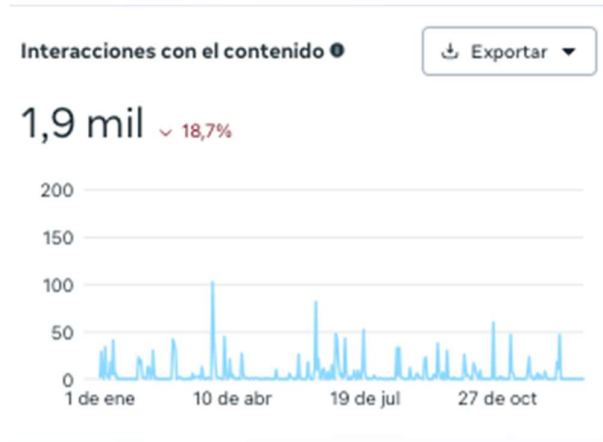 Interacciones con el contenido
Exportar
1,9 mil 18,7%
200
150
100
50
0
1 de ene 10 de abr 19 de jul 27 de oct